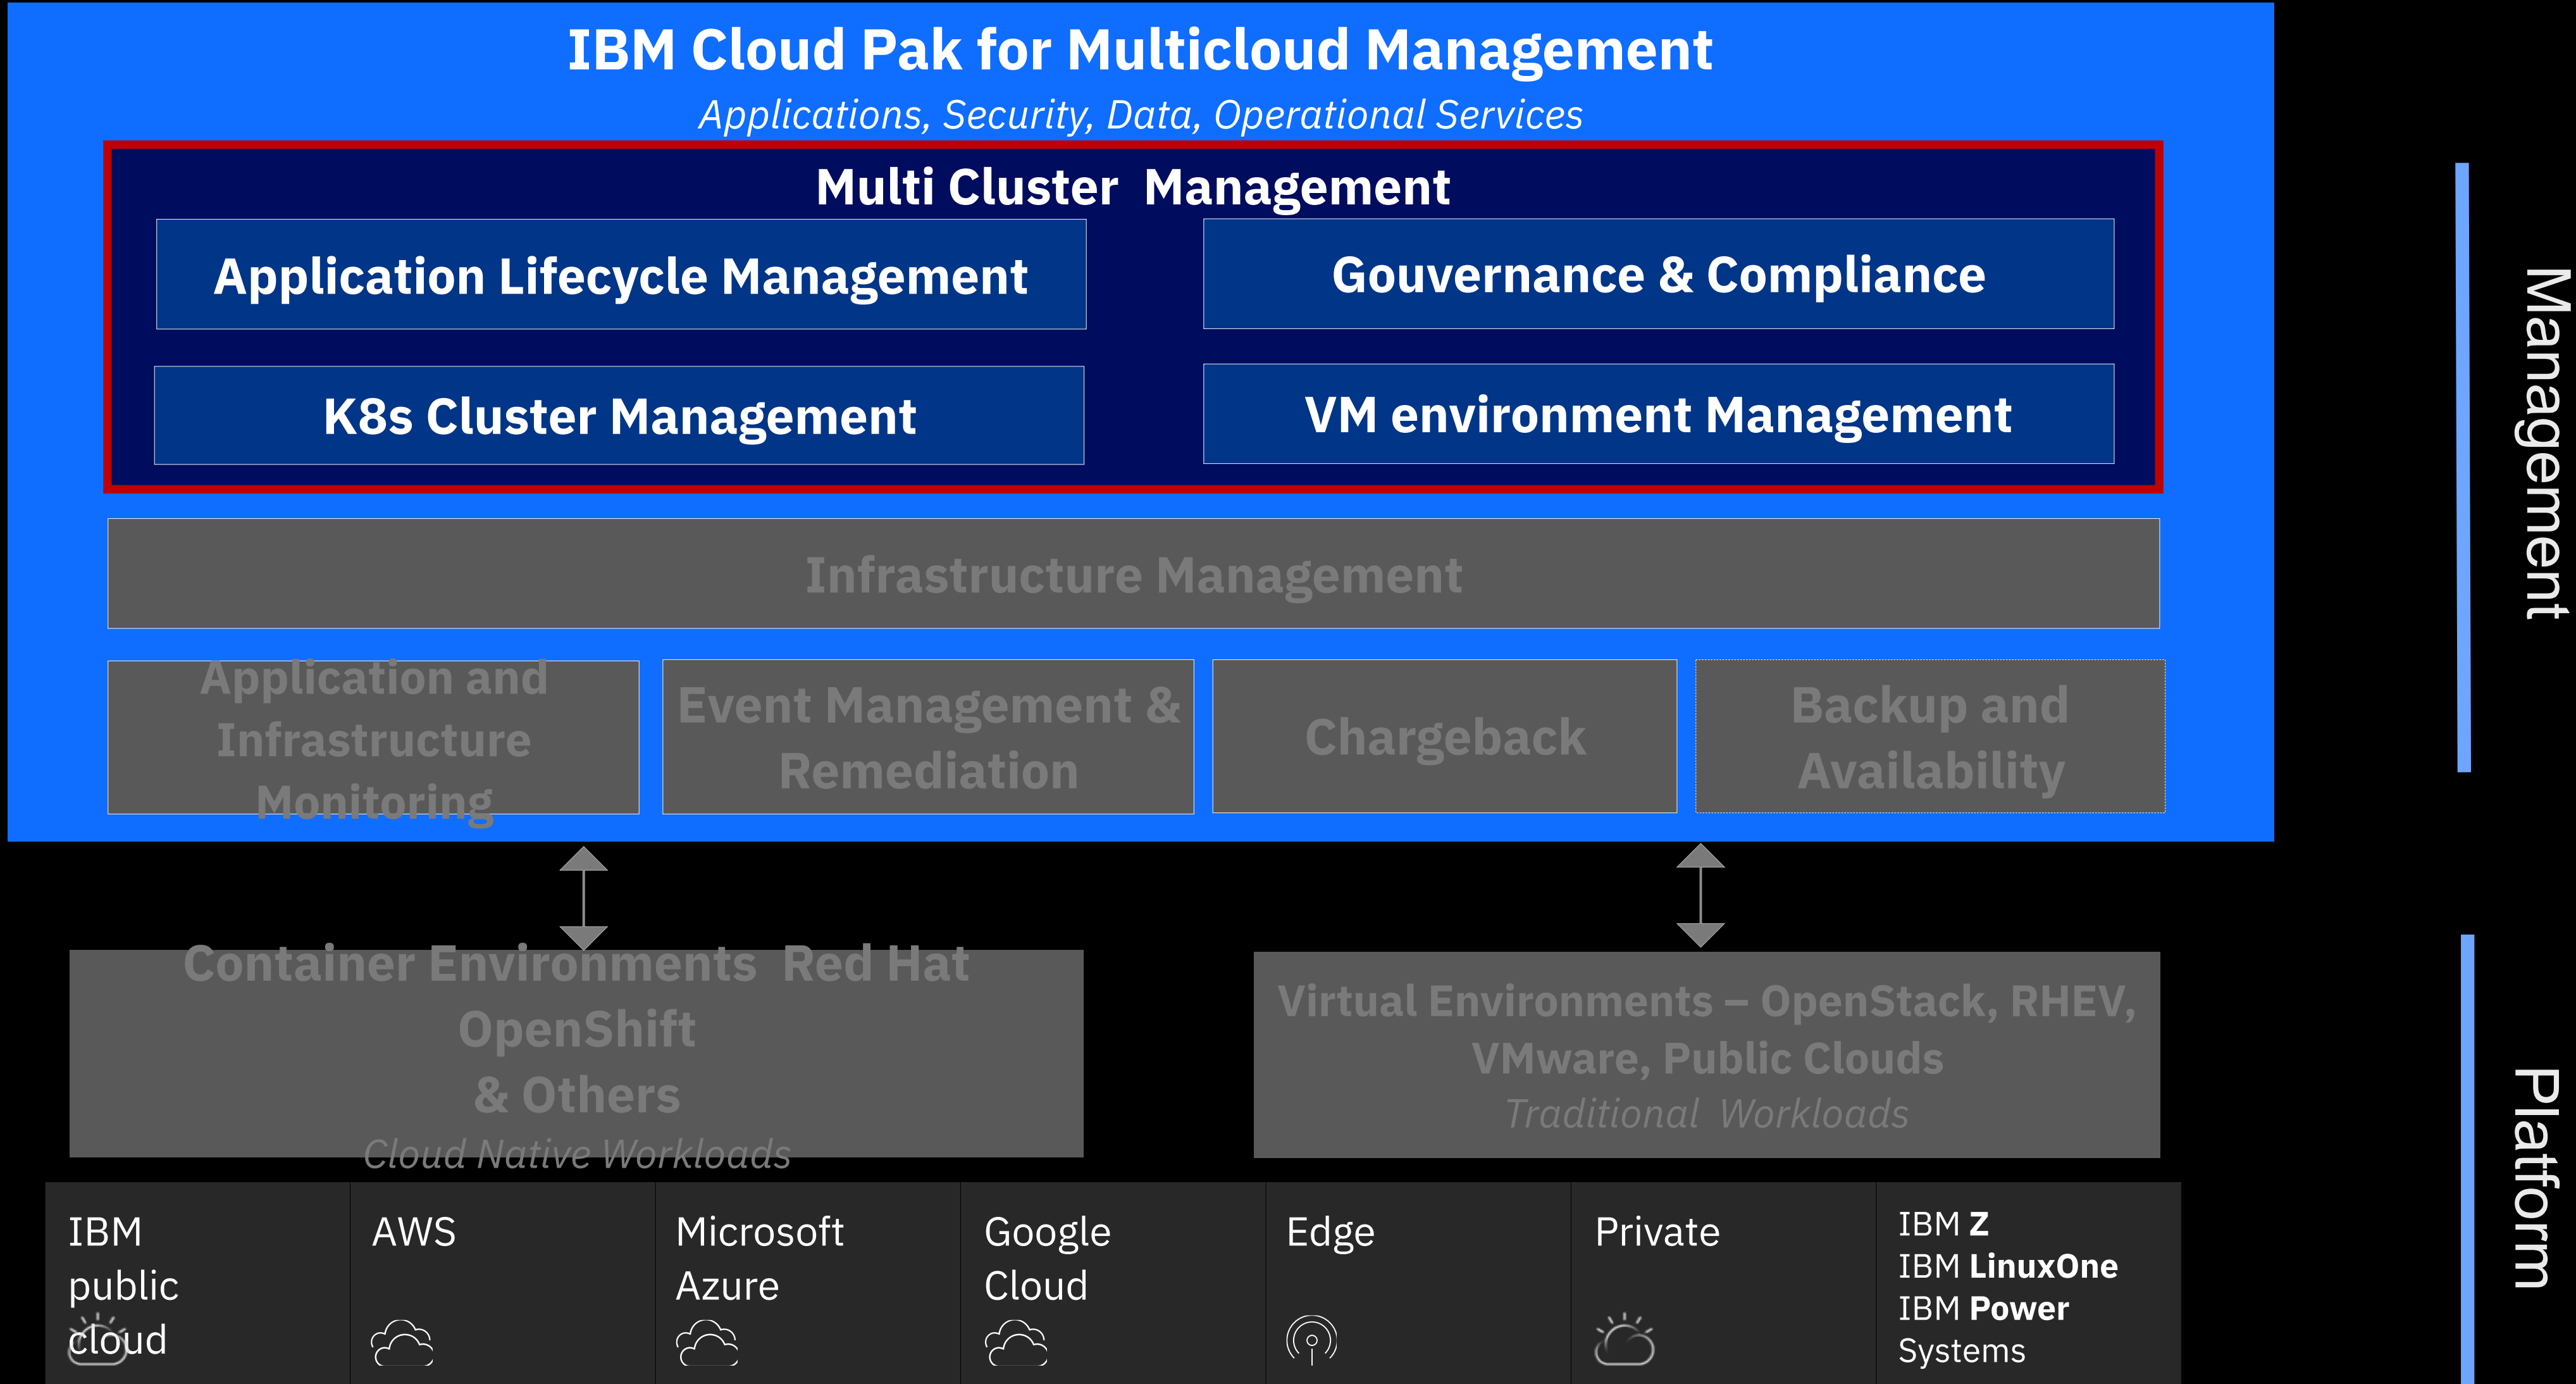 IBM Cloud Pak for Multicloud Management
Applications, Security, Data, Operational Services
Multi Cluster  Management
Application Lifecycle Management
Gouvernance & Compliance
K8s Cluster Management
VM environment Management
Infrastructure Management
Application and
Infrastructure
Monitoring
Event Management &
Remediation
Chargeback
Backup and
Availability
Management
Container Environments  Red Hat
OpenShift
& Others
Cloud Native Workloads
Virtual Environments – OpenStack, RHEV,
VMware, Public Clouds
Traditional  Workloads
IBM
public
cloud
AWS
Microsoft
Azure
Google
Cloud
Edge
Private
IBM Z
IBM LinuxOne
IBM Power
Systems
Platform